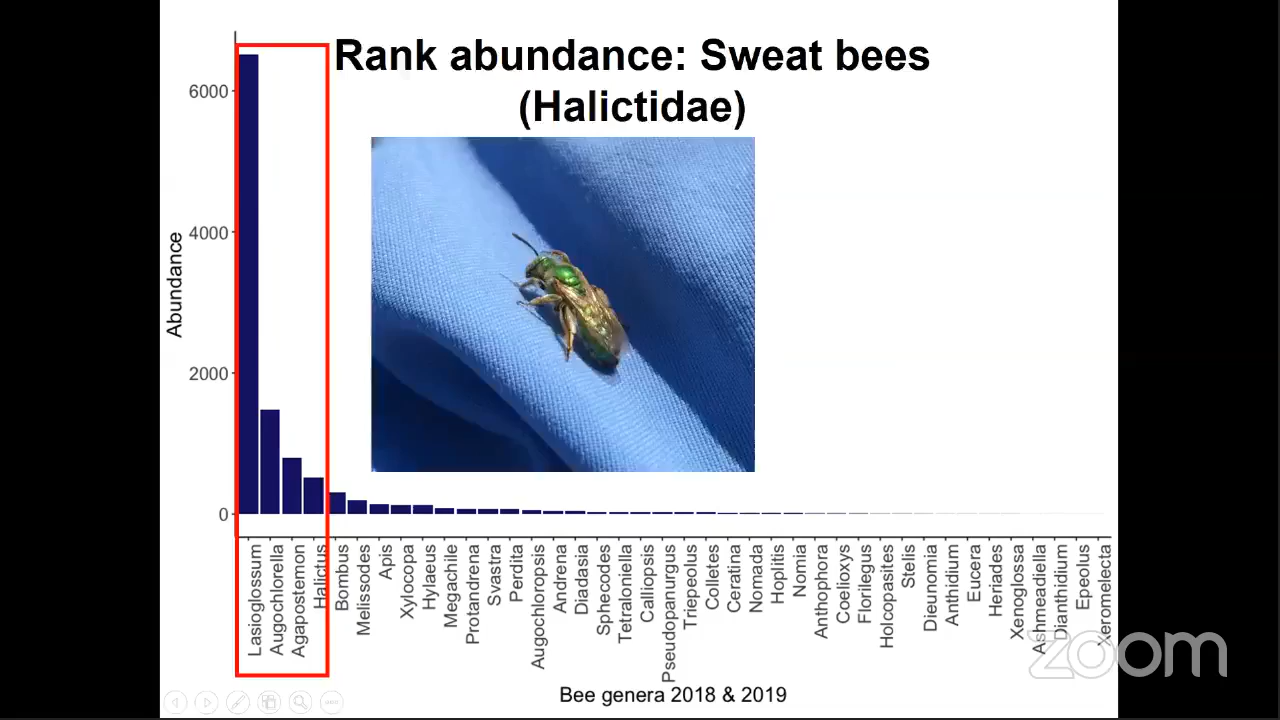 Rank abundance: Sweat bees
(Halictidae)
6000
4000
2000
0
Abundance
Lasioglossum
Augochlorella
Agapostemon
Halictus
Bombus
Melissodes
Apis
Xylocopa
Hylaeus
Megachile
Protandrena
Svastra
Perdita
Augochloropsis
Andrena
Diadasia
Sphecodes
Tetraloniella
Calliopsis
Pseudopanurgus
Triepeolus
Colletes
Ceratina
Nomada
Hoplitis
Nomia
Anthophora
Coelioxys
Florilegus
Holcopasites
Stelis
Dieunomia
Anthidium
Eucera
Heriades
Xenoglossa
Ashmeadiella
Dianthidium
Epeolus
Xeromelecta
Bee genera 2018 & 2019
zoom